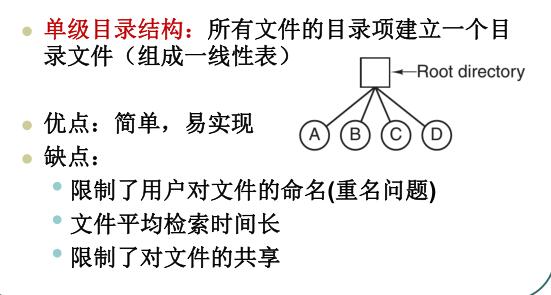 单级目录结构：所有文件的目录项建立一个目
录文件（组成一线性表）
Root directory
A B C D
优点：简单，易实现
缺点：
限制了用户对文件的命名(重名问题)
文件平均检索时间长
限制了对文件的共享